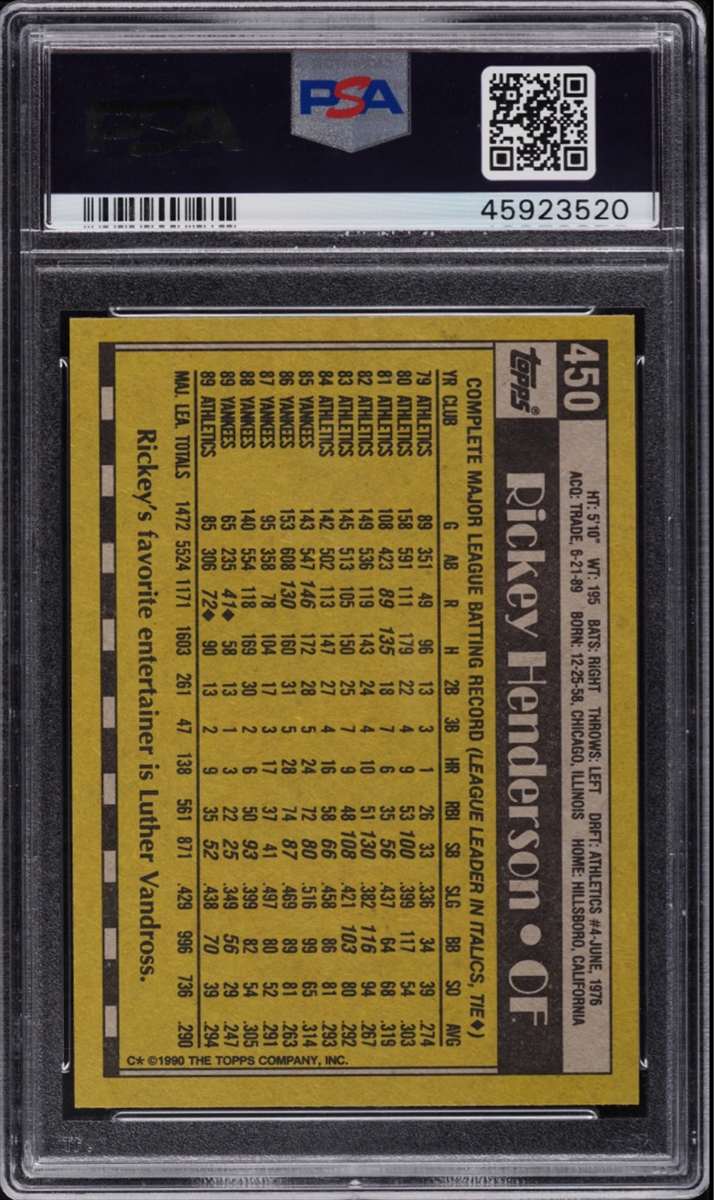 PSA
PSA
45923520
450
HT: 5'10" WT: 195 BATS: RIGHT THROWS: LEFT DRFT: ATHLETICS #4-JUNE, 1976
ACQ: TRADE, 6-21-89 BORN: 12-25-58, CHICAGO, ILLINOIS HOME: HILLSBORO, CALIFORNIA
topps®
Rickey Henderson • OF
COMPLETE MAJOR LEAGUE BATTING RECORD (LEAGUE LEADER IN ITALICS, TIE♦)
YR CLUB G AB R H 2B 3B HR RBI SB SLG BB SO AVG
79 ATHLETICS 89 351 49 96 13 3 1 26 33 .336 34 39 .274
80 ATHLETICS 158 591 111 179 22 4 9 53 100 .399 117 54 .303
81 ATHLETICS 108 423 89 135 18 7 6 35 56 .437 64 68 .319
82 ATHLETICS 149 536 119 143 24 4 10 51 130 .382 116 94 .267
83 ATHLETICS 145 513 105 150 25 7 9 48 108 .421 103 80 .292
84 ATHLETICS 142 502 113 147 27 4 16 58 66 .458 86 81 .293
85 YANKEES 143 547 146 172 28 5 24 72 80 .516 99 65 .314
86 YANKEES 153 608 130 160 31 5 28 74 87 .469 89 81 .263
87 YANKEES 95 358 78 104 17 3 17 37 41 .497 80 52 .291
88 YANKEES 140 554 118 169 30 2 6 50 93 .399 82 54 .305
89 YANKEES 65 235 41♦ 58 13 1 3 22 25 .349 56 29 .247
89 ATHLETICS 85 306 72♦ 90 13 2 9 35 52 .438 70 39 .294
MAJ. LEA. TOTALS 1472 5524 1171 1603 261 47 138 561 871 .429 996 736 .290
Rickey's favorite entertainer is Luther Vandross.
C* ©1990 THE TOPPS COMPANY, INC.